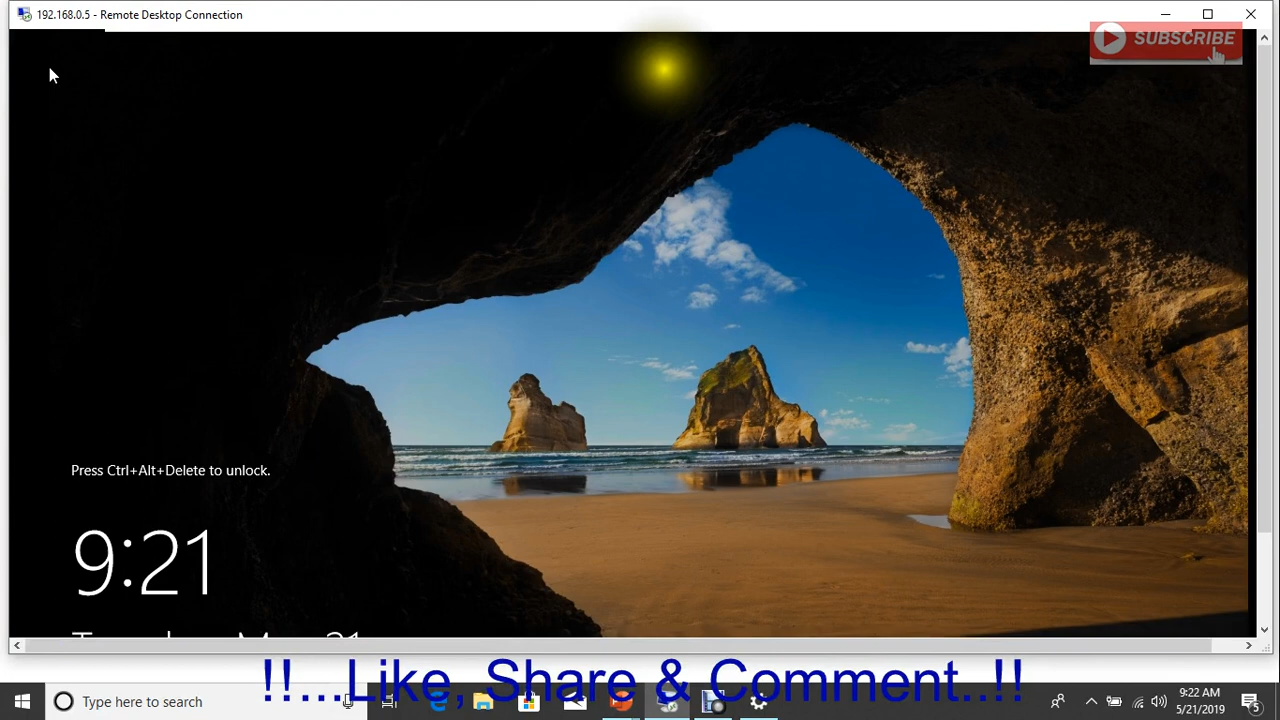 192.168.0.5 - Remote Desktop Connection
SUBSCRIBE
Press Ctrl+Alt+Delete to unlock.
9:21
!!...Like, Share & Comment..!!
Type here to search
9:22 AM
5/21/2019
5